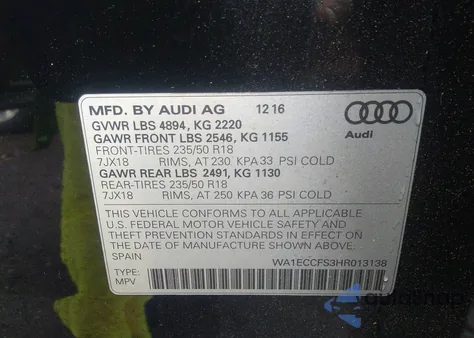 MFD. BY AUDI AG 12 16
GVWR LBS 4894, KG 2220
GAWR FRONT LBS 2546, KG 1155
FRONT-TIRES 235/50 R18
7JX18 RIMS, AT 230 KPA 33 PSI COLD
GAWR REAR LBS 2491, KG 1130
REAR-TIRES 235/50 R18
7JX18 RIMS, AT 250 KPA 36 PSI COLD
Audi
THIS VEHICLE CONFORMS TO ALL APPLICABLE
U.S. FEDERAL MOTOR VEHICLE SAFETY AND
THEFT PREVENTION STANDARDS IN EFFECT ON
THE DATE OF MANUFACTURE SHOWN ABOVE.
SPAIN WA1ECCFS3HR013138
TYPE:
MPV
autosnap